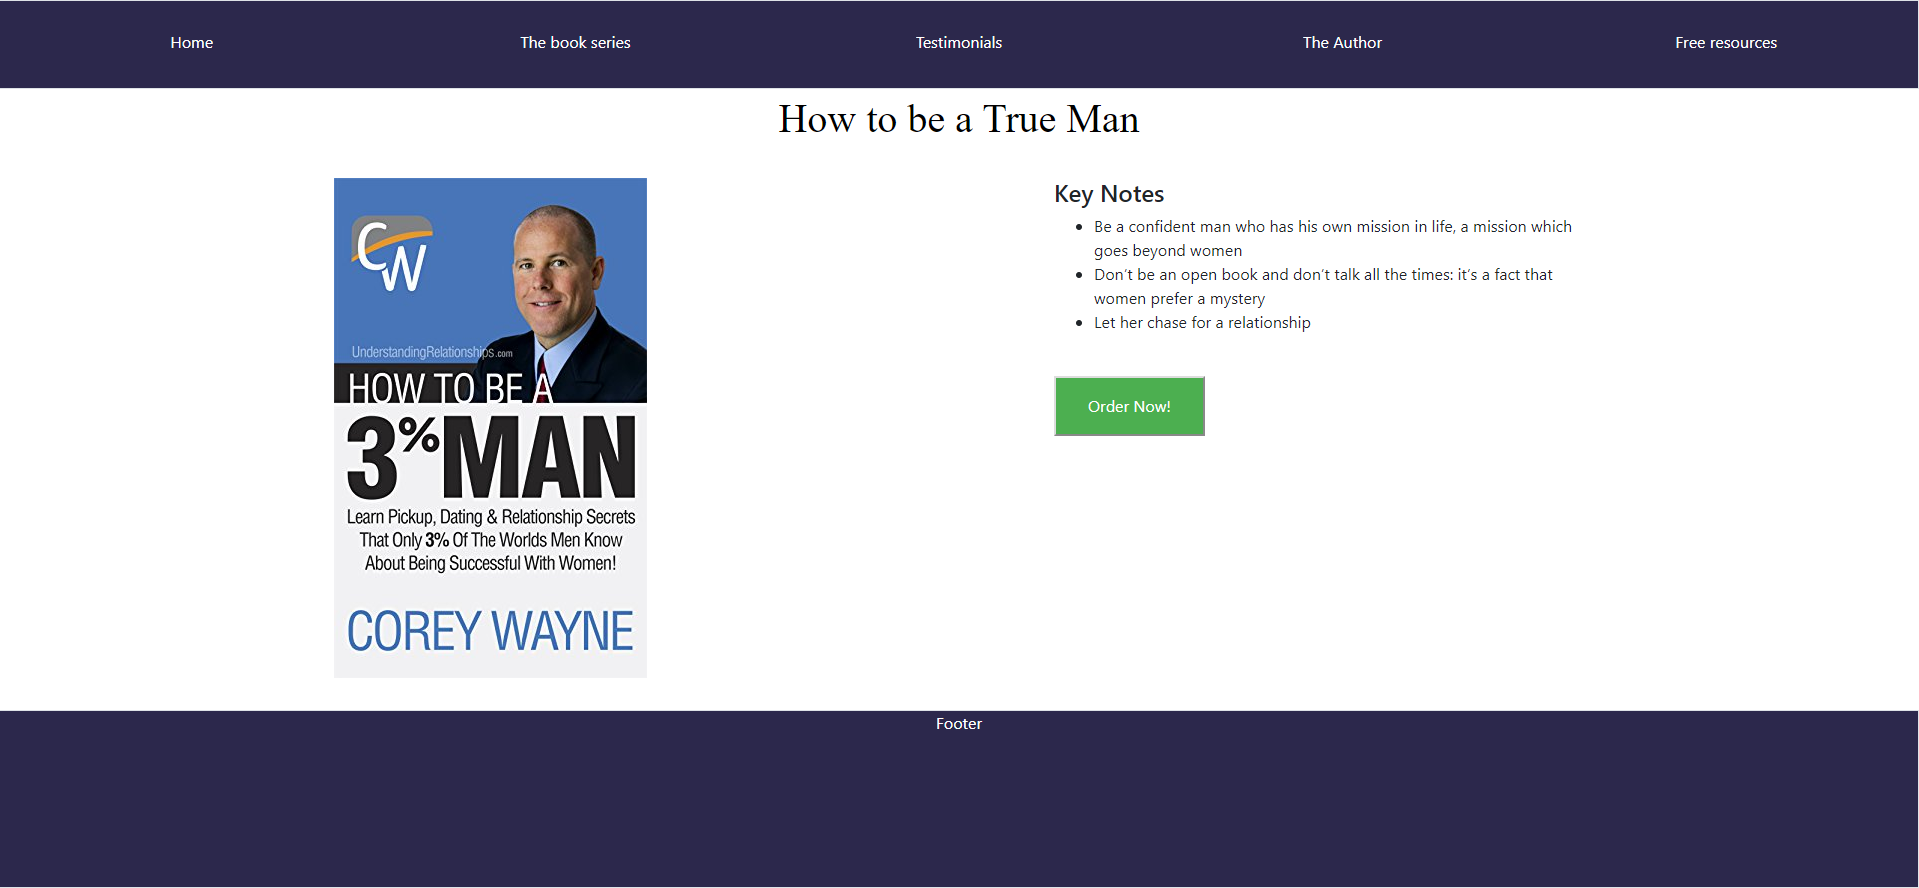 Home The book series Testimonials The Author Free resources
How to be a True Man
CW
UnderstandingRelationships.com
HOW TO BE A
3% MAN
Learn Pickup, Dating & Relationship Secrets
That Only 3% Of The Worlds Men Know
About Being Successful With Women!
COREY WAYNE
Key Notes
Be a confident man who has his own mission in life, a mission which
goes beyond women
Don't be an open book and don't talk all the times: it's a fact that
women prefer a mystery
Let her chase for a relationship
Order Now!
Footer